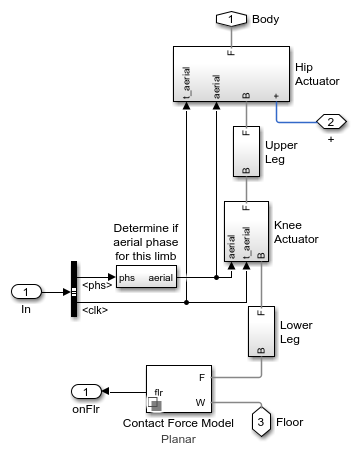 1
Body
F
t_aerial
aerial
B
+
Hip
Actuator
2
+
F
B
Upper
Leg
F
aerial
t_aerial
B
Knee
Actuator
Determine if
aerial phase
for this limb
1
In
<phs>
phs
aerial
<clk>
F
B
Lower
Leg
1
onFlr
flr
F
W
Contact Force Model
Planar
3
Floor